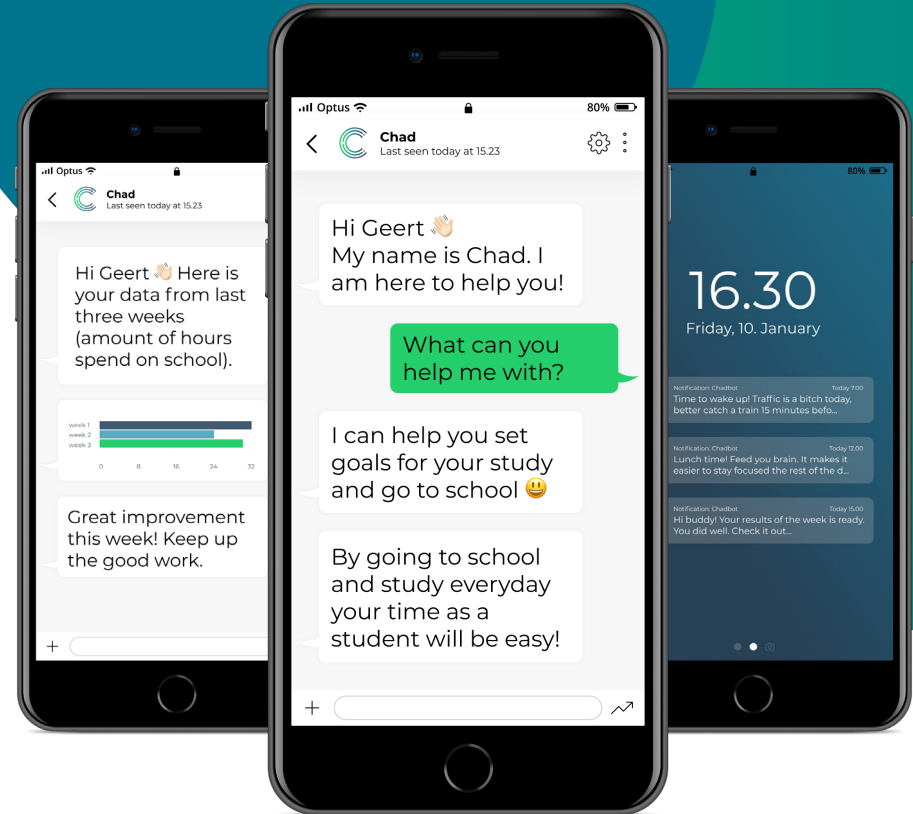 Optus
Chad
Last seen today at 15.23
Hi Geert 👋🏻 Here is
your data from last
three weeks
(amount of hours
spend on school).
week 1
week 2
week 3
0 8 16 24 32
Great improvement
this week! Keep up
the good work.
+
Optus
80%
Chad
Last seen today at 15.23
Hi Geert 👋🏻
My name is Chad. I
am here to help you!
What can you
help me with?
I can help you set
goals for your study
and go to school 😃
By going to school
and study everyday
your time as a
student will be easy!
+
80%
16.30
Friday, 10. January
Notification: Chadbot Today 7.00
Time to wake up! Traffic is a bitch today,
better catch a train 15 minutes befo...
Notification: Chadbot Today 12.00
Lunch time! Feed you brain. It makes it
easier to stay focused the rest of the d...
Notification: Chadbot Today 15.00
Hi buddy! Your results of the week is ready.
You did well. Check it out...